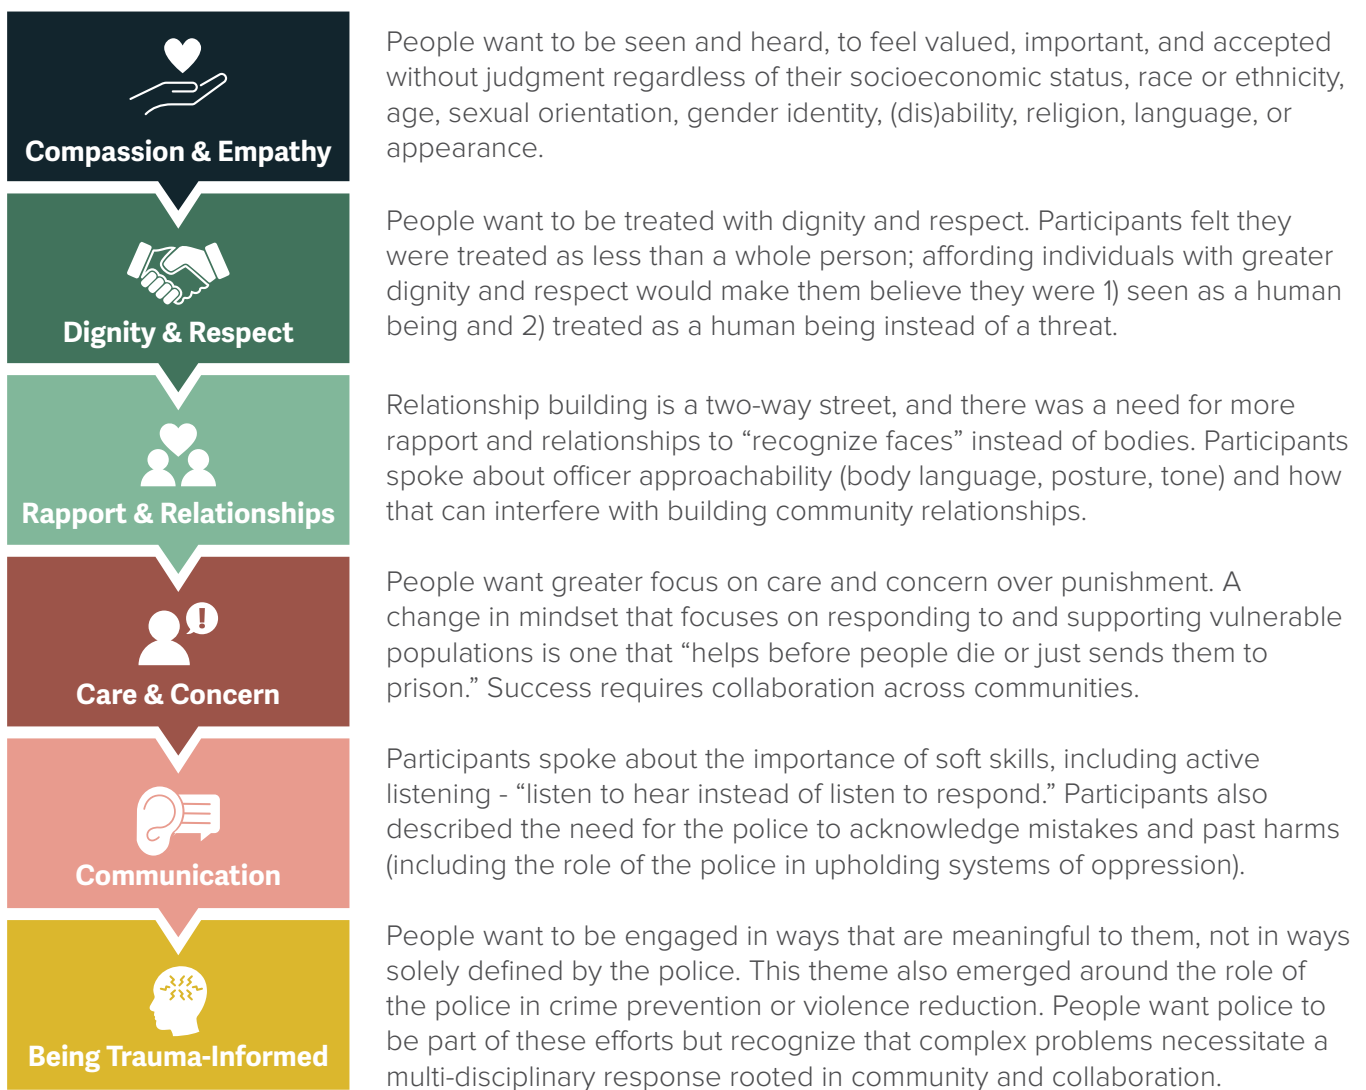 Compassion & Empathy
People want to be seen and heard, to feel valued, important, and accepted
without judgment regardless of their socioeconomic status, race or ethnicity,
age, sexual orientation, gender identity, (dis)ability, religion, language, or
appearance.
Dignity & Respect
People want to be treated with dignity and respect. Participants felt they
were treated as less than a whole person; affording individuals with greater
dignity and respect would make them believe they were 1) seen as a human
being and 2) treated as a human being instead of a threat.
Rapport & Relationships
Relationship building is a two-way street, and there was a need for more
rapport and relationships to “recognize faces” instead of bodies. Participants
spoke about officer approachability (body language, posture, tone) and how
that can interfere with building community relationships.
Care & Concern
People want greater focus on care and concern over punishment. A
change in mindset that focuses on responding to and supporting vulnerable
populations is one that “helps before people die or just sends them to
prison.” Success requires collaboration across communities.
Communication
Participants spoke about the importance of soft skills, including active
listening - “listen to hear instead of listen to respond.” Participants also
described the need for the police to acknowledge mistakes and past harms
(including the role of the police in upholding systems of oppression).
Being Trauma-Informed
People want to be engaged in ways that are meaningful to them, not in ways
solely defined by the police. This theme also emerged around the role of
the police in crime prevention or violence reduction. People want police to
be part of these efforts but recognize that complex problems necessitate a
multi-disciplinary response rooted in community and collaboration.